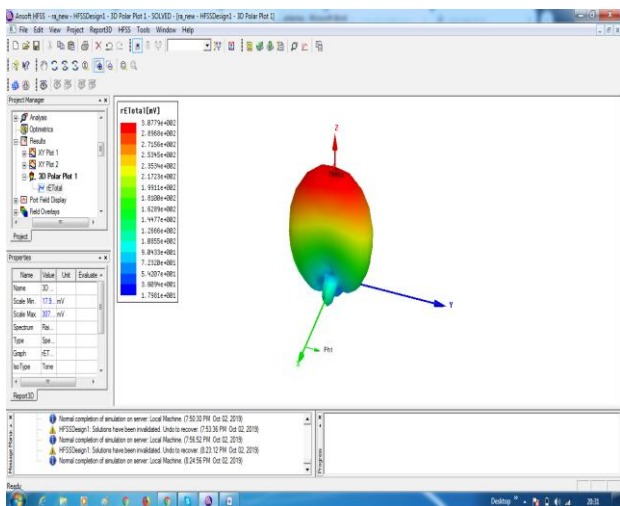 Ansoft HFSS - ra_new - HFSSDesign1 - 3D Polar Plot 1 - SOLVED - [ra_new - HFSSDesign1 - 3D Polar Plot 1]
File Edit View Project Report3D HFSS Tools Window Help
Project Manager
Analysis
Optimetrics
Results
XY Plot 1
XY Plot 2
3D Polar Plot 1
rETotal
Port Field Display
Field Overlays
Project
Properties
Name Value Unit Evaluate
Name 3D ...
Scale Min. 17.9... mV
Scale Max. 307... mV
Spectrum Rai...
Type Spe...
Graph rET...
IsoType Tone
Report3D
rETotal[mV]
3.0779e+002
2.8968e+002
2.7156e+002
2.5345e+002
2.3534e+002
2.1723e+002
1.9911e+002
1.8100e+002
1.6289e+002
1.4477e+002
1.2666e+002
1.0855e+002
9.0433e+001
7.2320e+001
5.4207e+001
3.6094e+001
1.7981e+001
Z
Y
X
Phi
Normal completion of simulation on server: Local Machine. (7:50:30 PM Oct 02, 2019)
HFSSDesign1: Solutions have been invalidated. Undo to recover. (7:53:36 PM Oct 02, 2019)
Normal completion of simulation on server: Local Machine. (7:56:52 PM Oct 02, 2019)
HFSSDesign1: Solutions have been invalidated. Undo to recover. (8:23:12 PM Oct 02, 2019)
Normal completion of simulation on server: Local Machine. (8:24:56 PM Oct 02, 2019)
Progress
Ready
Desktop
20:31